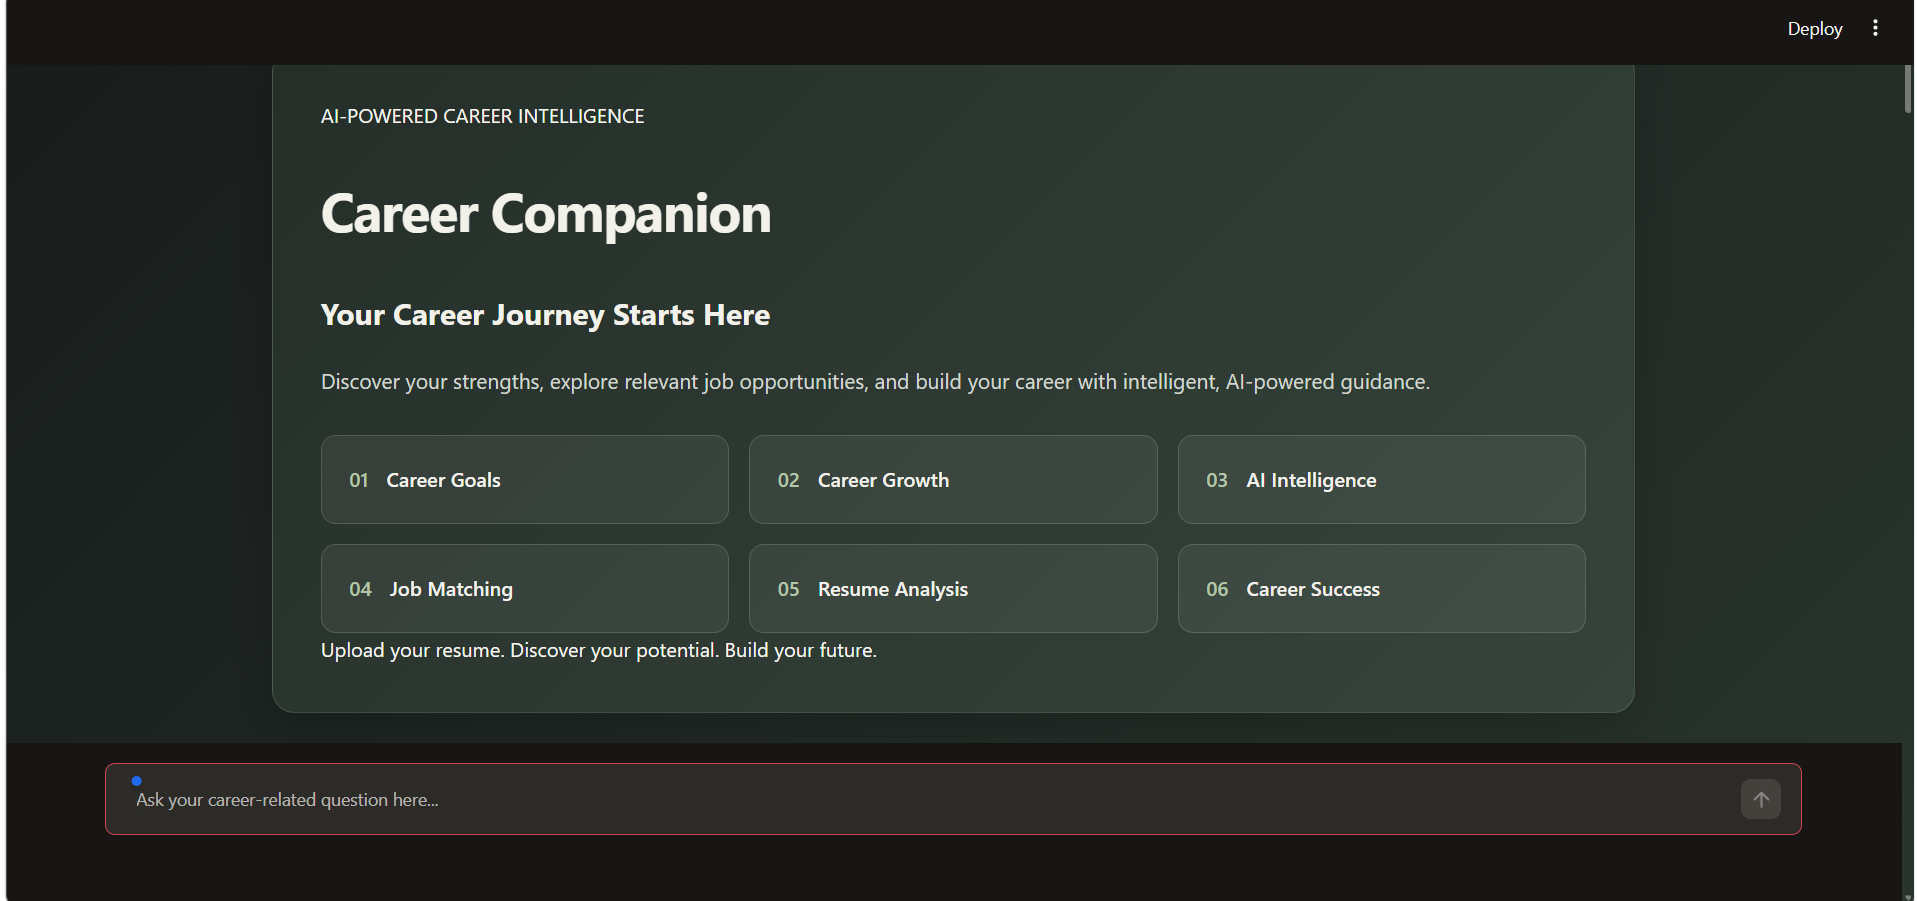 Deploy
AI-POWERED CAREER INTELLIGENCE
Career Companion
Your Career Journey Starts Here
Discover your strengths, explore relevant job opportunities, and build your career with intelligent, AI-powered guidance.
01 Career Goals
02 Career Growth
03 AI Intelligence
04 Job Matching
05 Resume Analysis
06 Career Success
Upload your resume. Discover your potential. Build your future.
Ask your career-related question here...